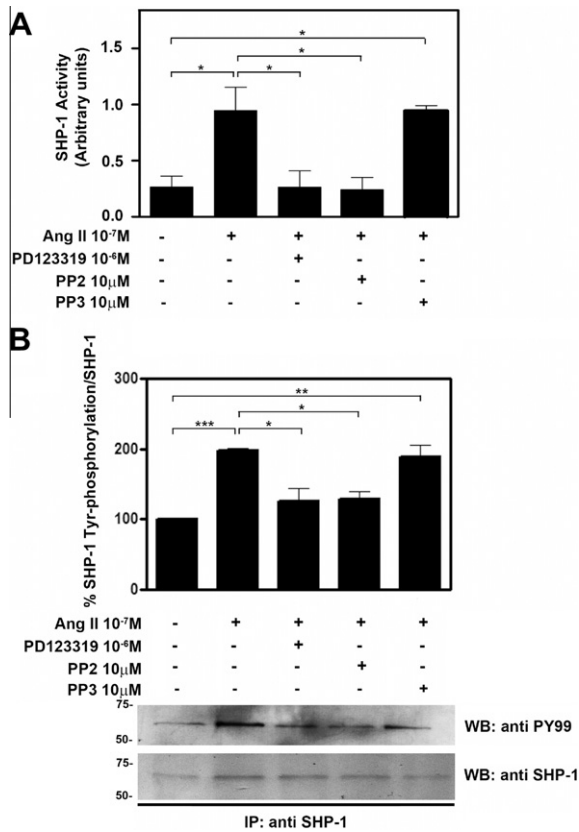 A
SHP-1 Activity
(Arbitrary units)
1.5
1.0
0.5
0.0
*
*
*
*
Ang II 10-7M - + + + +
PD123319 10-6M - - + - -
PP2 10µM - - - + -
PP3 10µM - - - - +
B
% SHP-1 Tyr-phosphorylation/SHP-1
300
200
100
0
**
*
***
*
Ang II 10-7M - + + + +
PD123319 10-6M - - + - -
PP2 10µM - - - + -
PP3 10µM - - - - +
75-
50-
WB: anti PY99
75-
50-
WB: anti SHP-1
IP: anti SHP-1